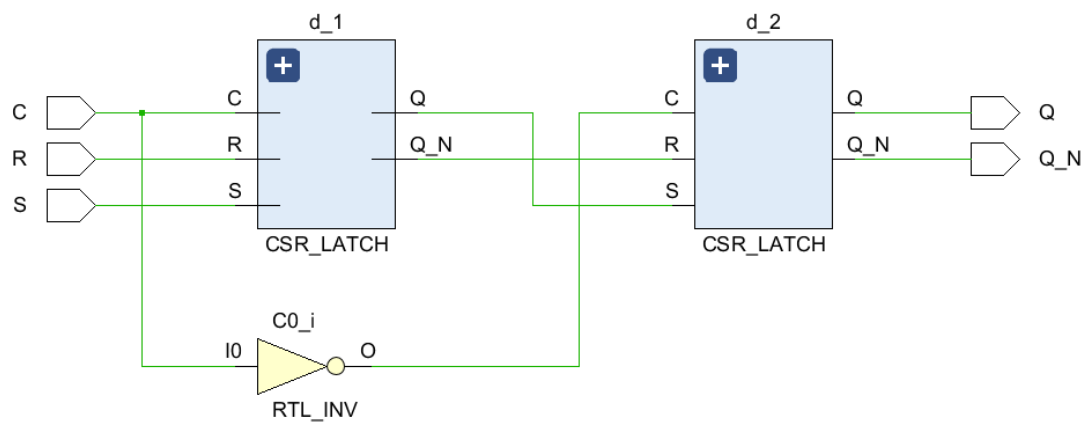 d_1
d_2
C
C
Q
C
Q
Q
R
R
Q_N
R
Q_N
Q_N
S
S
S
CSR_LATCH
CSR_LATCH
C0_i
I0
O
RTL_INV